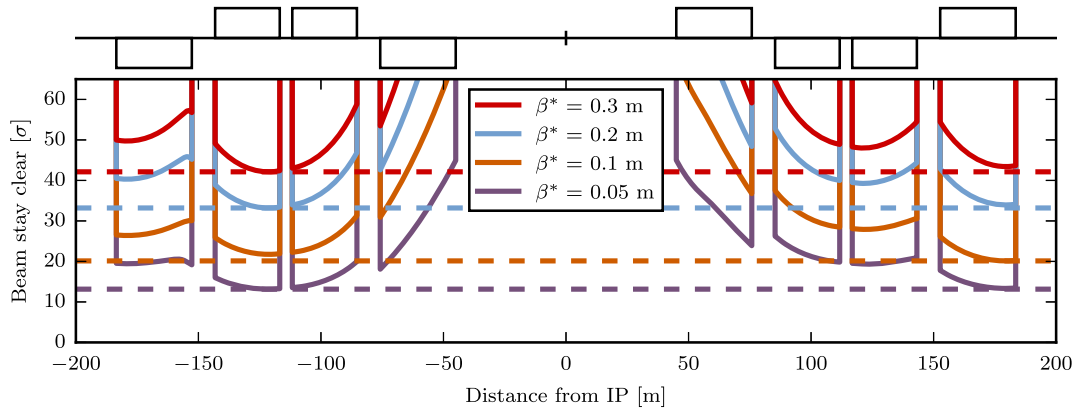 60
50
40
30
20
10
0
Beam stay clear [σ]
β* = 0.3 m
β* = 0.2 m
β* = 0.1 m
β* = 0.05 m
−200 −150 −100 −50 0 50 100 150 200
Distance from IP [m]